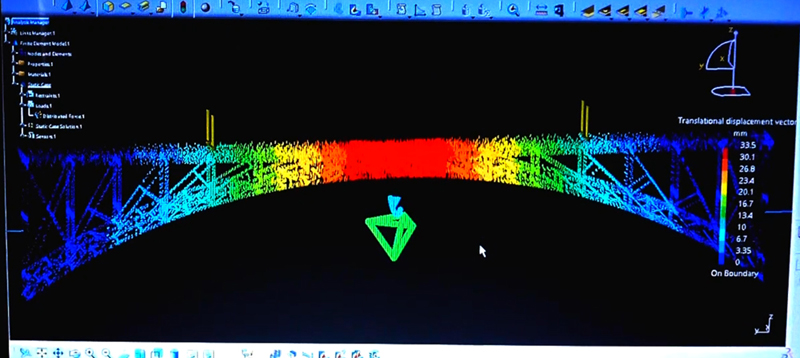 Links Manager.1
Finite Element Model.1
Nodes and Elements
Properties.1
Materials.1
Static Case
Restraints.1
Loads.1
Distributed Force.1
Static Case Solution.1
Sensors.1
z
x
y
Translational displacement vector
mm
33.5
30.1
26.8
23.4
20.1
16.7
13.4
10
6.7
3.35
0
On Boundary
z
y